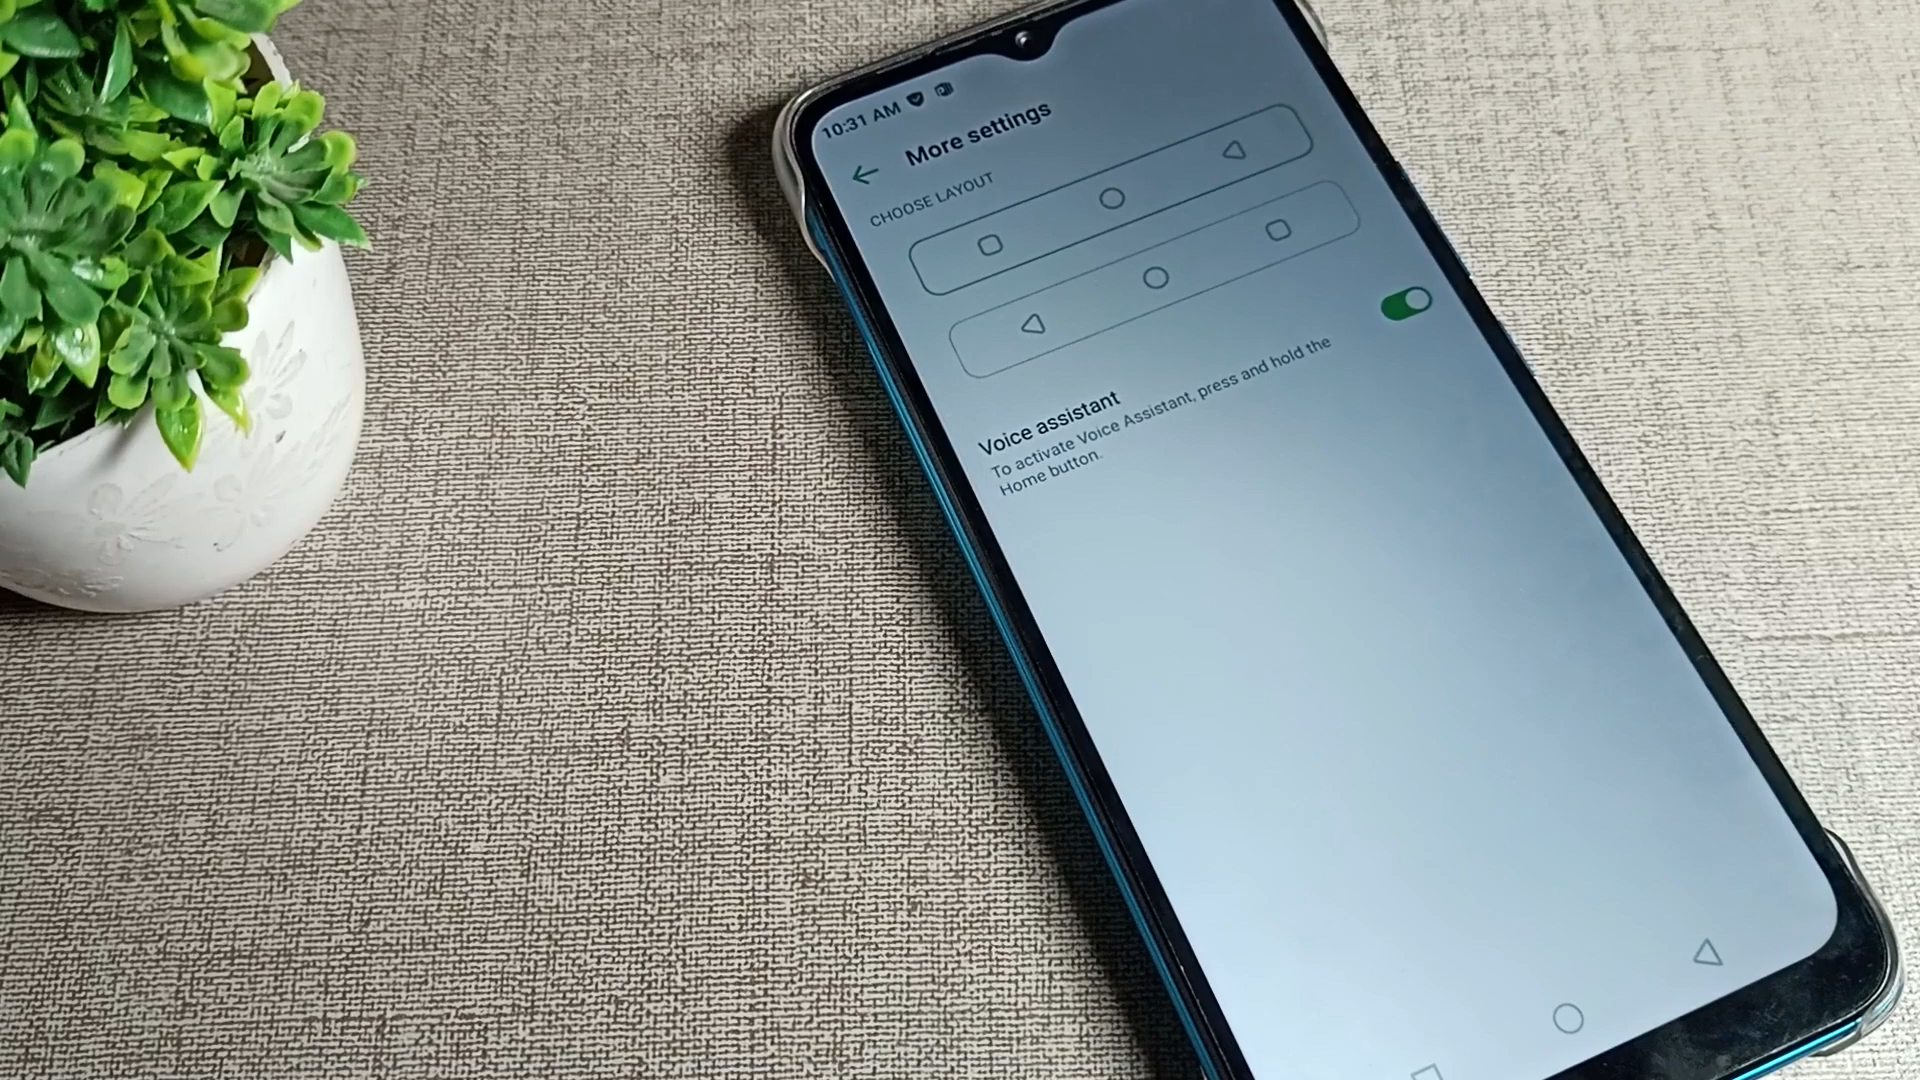 10:31 AM
More settings
CHOOSE LAYOUT
Voice assistant
To activate Voice Assistant, press and hold the
Home button.